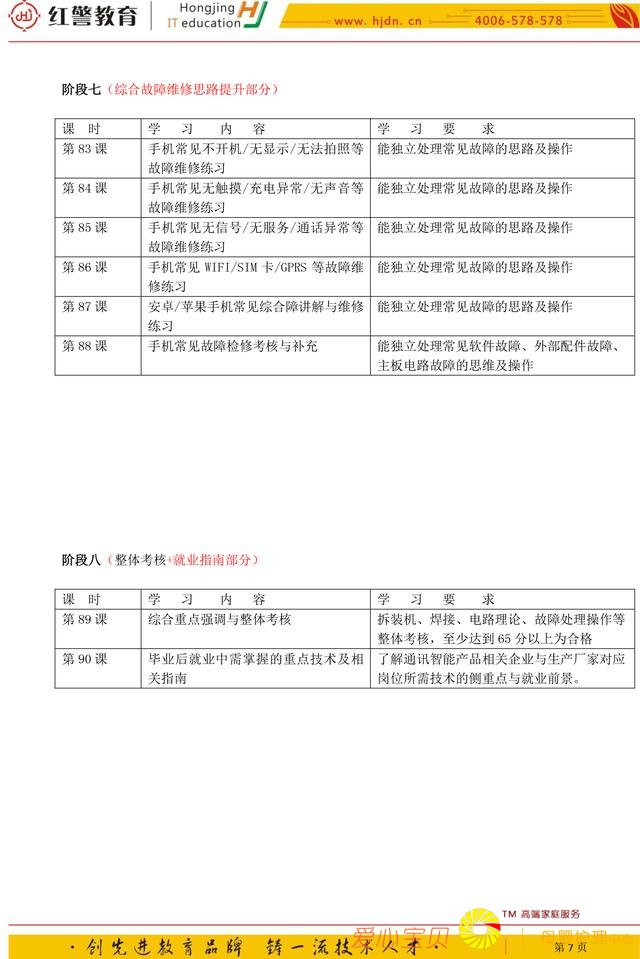 红警教育 Hongjing IT education HJ www.hjdn.cn 4006-578-578
阶段七（综合故障维修思路提升部分）
课 时 学 习 内 容 学 习 要 求
第 83 课 手机常见不开机/无显示/无法拍照等 能独立处理常见故障的思路及操作
故障维修练习
第 84 课 手机常见无触摸/充电异常/无声音等 能独立处理常见故障的思路及操作
故障维修练习
第 85 课 手机常见无信号/无服务/通话异常等 能独立处理常见故障的思路及操作
故障维修练习
第 86 课 手机常见 WIFI/SIM 卡/GPRS 等故障维 能独立处理常见故障的思路及操作
修练习
第 87 课 安卓/苹果手机常见综合障讲解与维修 能独立处理常见故障的思路及操作
练习
第 88 课 手机常见故障检修考核与补充 能独立处理常见软件故障、外部配件故障、
主板电路故障的思维及操作
阶段八（整体考核+就业指南部分）
课 时 学 习 内 容 学 习 要 求
第 89 课 综合重点强调与整体考核 拆装机、焊接、电路理论、故障处理操作等
整体考核，至少达到 65 分以上为合格
第 90 课 毕业后就业中需掌握的重点技术及相 了解通讯智能产品相关企业与生产厂家对应
关指南 岗位所需技术的侧重点与就业前景。
TM 高端家庭服务
爱心宝贝 母婴护理中心
·创先进教育品牌 铸一流技术人才· 第 7 页